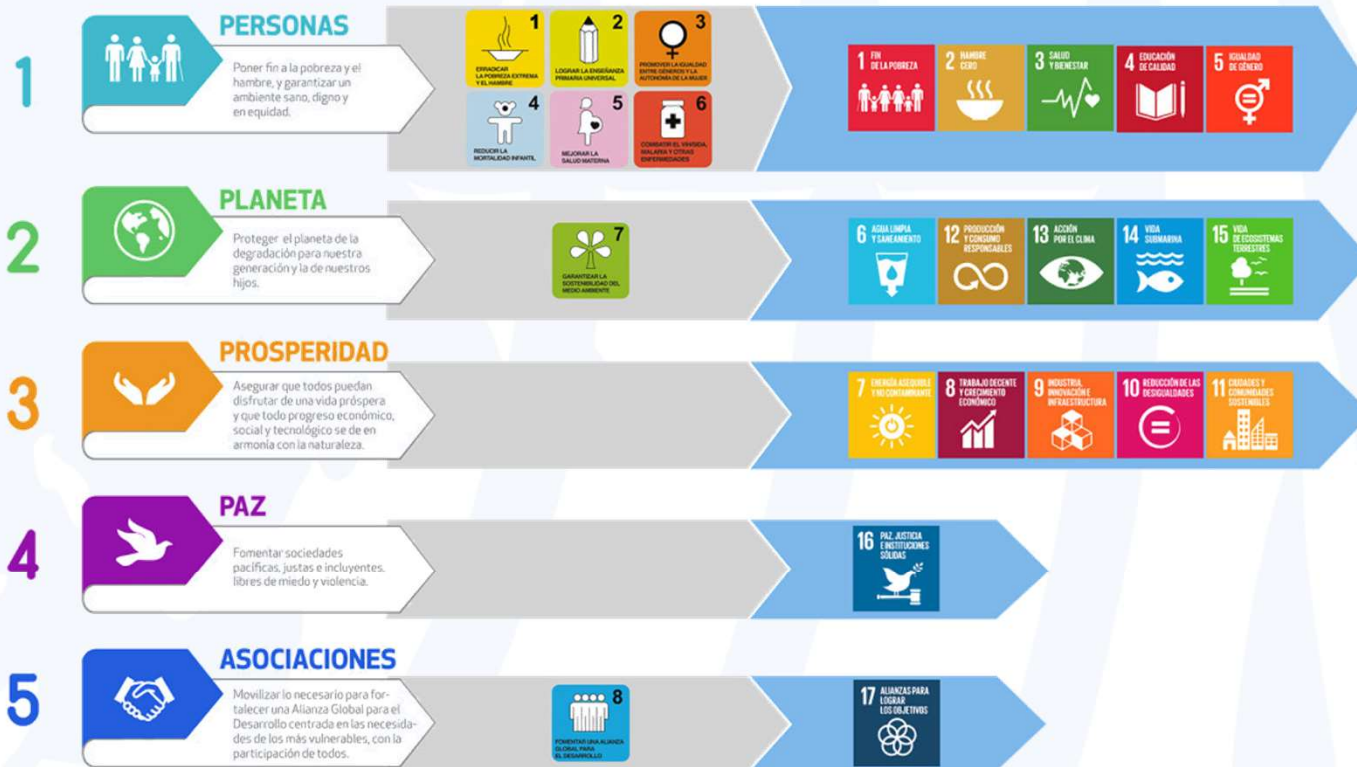 1
PERSONAS
Poner fin a la pobreza y el
hambre, y garantizar un
ambiente sano, digno y
en equidad.
1
ERRADICAR
LA POBREZA EXTREMA
Y EL HAMBRE
2
LOGRAR LA ENSEÑANZA
PRIMARIA UNIVERSAL
3
PROMOVER LA IGUALDAD
ENTRE GÉNEROS Y LA
AUTONOMÍA DE LA MUJER
4
REDUCIR LA
MORTALIDAD INFANTIL
5
MEJORAR LA
SALUD MATERNA
6
COMBATIR EL VIH/SIDA,
MALARIA Y OTRAS
ENFERMEDADES
1 FIN
DE LA POBREZA
2 HAMBRE
CERO
3 SALUD
Y BIENESTAR
4 EDUCACIÓN
DE CALIDAD
5 IGUALDAD
DE GÉNERO
2
PLANETA
Proteger el planeta de la
degradación para nuestra
generación y la de nuestros
hijos.
7
GARANTIZAR LA
SOSTENIBILIDAD DEL
MEDIO AMBIENTE
6 AGUA LIMPIA
Y SANEAMIENTO
12 PRODUCCIÓN
Y CONSUMO
RESPONSABLES
13 ACCIÓN
POR EL CLIMA
14 VIDA
SUBMARINA
15 VIDA
DE ECOSISTEMAS
TERRESTRES
3
PROSPERIDAD
Asegurar que todos puedan
disfrutar de una vida próspera
y que todo progreso económico,
social y tecnológico se de en
armonía con la naturaleza.
7 ENERGÍA ASEQUIBLE
Y NO CONTAMINANTE
8 TRABAJO DECENTE
Y CRECIMIENTO
ECONÓMICO
9 INDUSTRIA,
INNOVACIÓN E
INFRAESTRUCTURA
10 REDUCCIÓN DE LAS
DESIGUALDADES
11 CIUDADES Y
COMUNIDADES
SOSTENIBLES
4
PAZ
Fomentar sociedades
pacíficas, justas e incluyentes,
libres de miedo y violencia.
16 PAZ, JUSTICIA
E INSTITUCIONES
SÓLIDAS
5
ASOCIACIONES
Movilizar lo necesario para for-
talecer una Alianza Global para el
Desarrollo centrada en las necesida-
des de los más vulnerables, con la
participación de todos.
8
FOMENTAR UNA ALIANZA
GLOBAL PARA
EL DESARROLLO
17 ALIANZAS PARA
LOGRAR
LOS OBJETIVOS